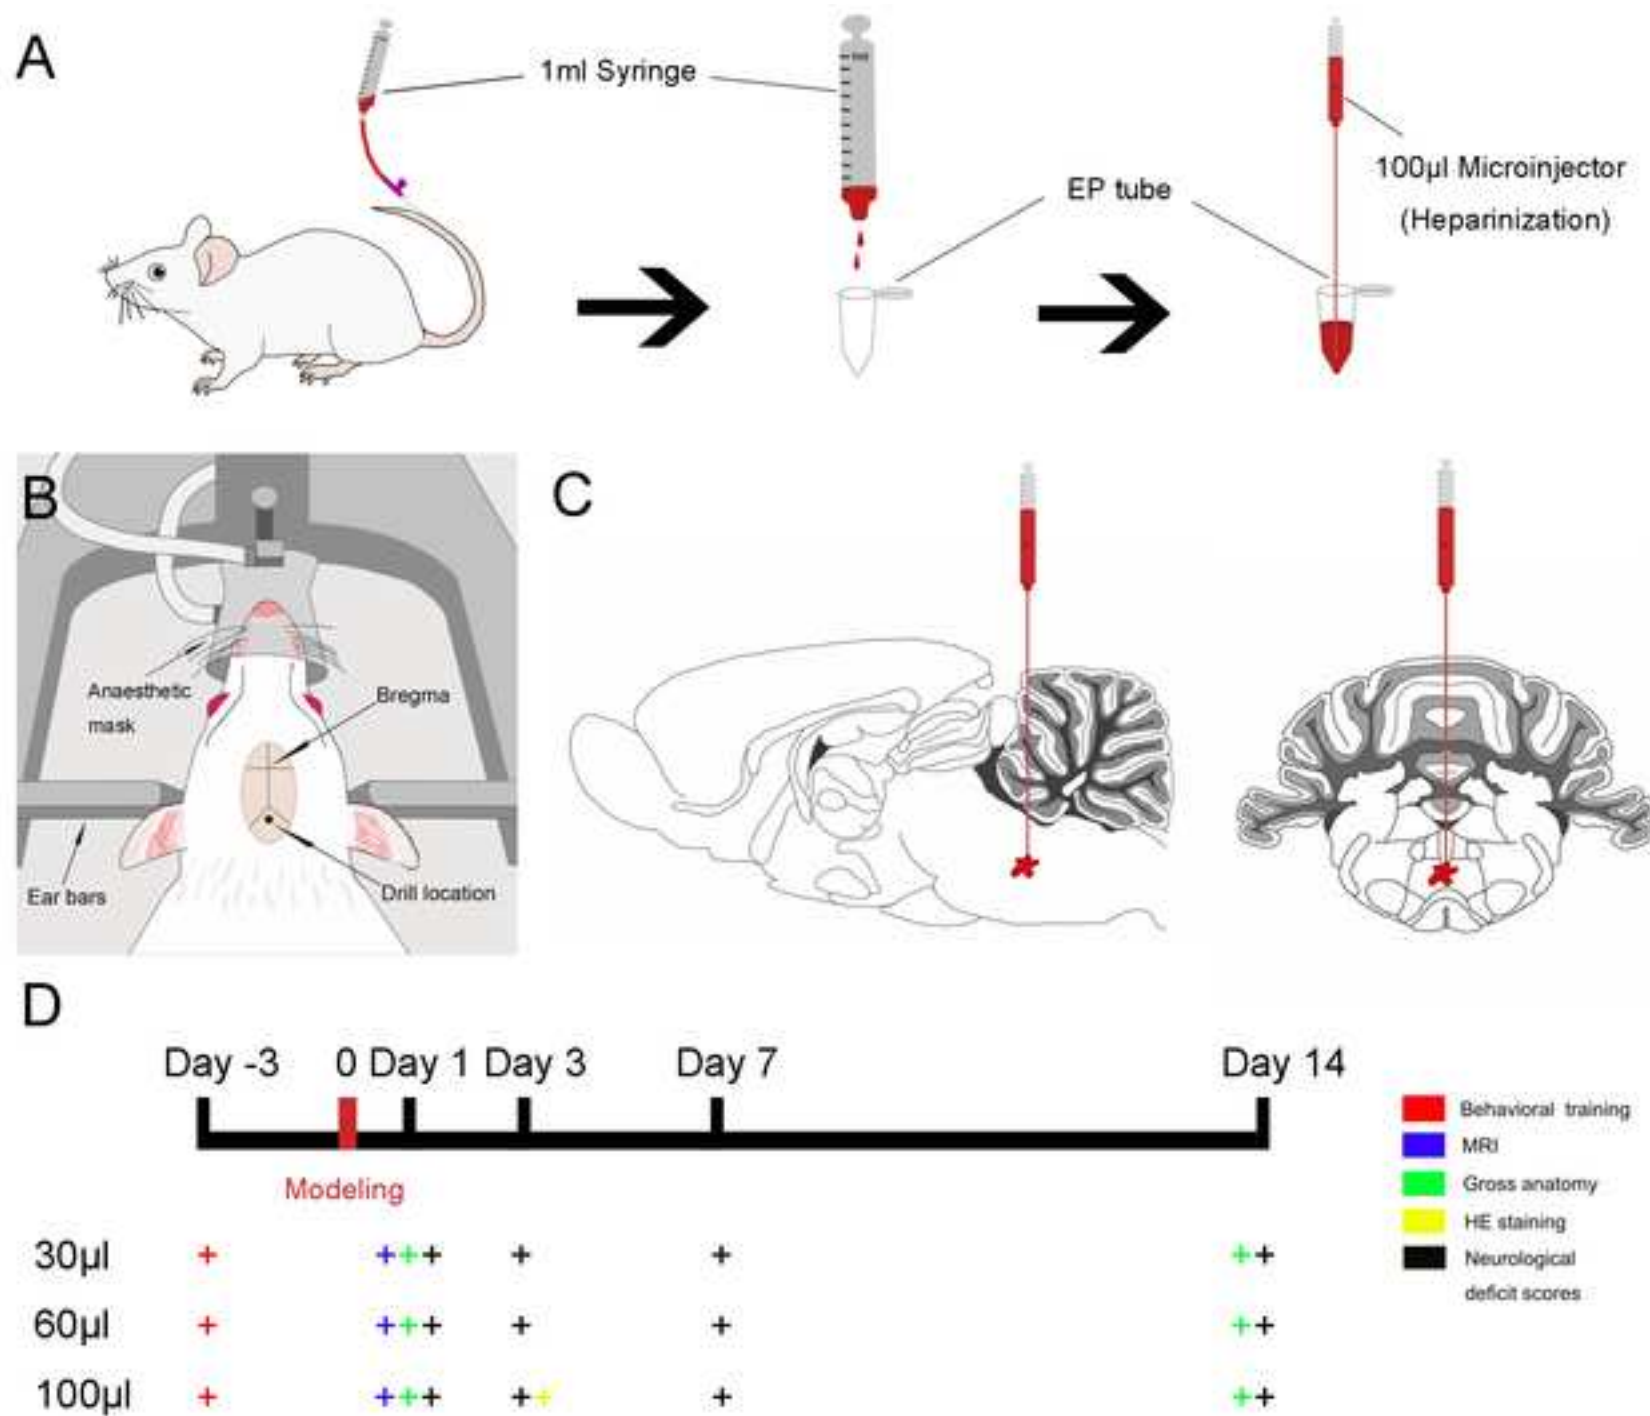 A
1ml Syringe
EP tube
100µl Microinjector
(Heparinization)
B
Anaesthetic
mask
Bregma
Ear bars
Drill location
C
D
Day -3 0 Day 1 Day 3 Day 7 Day 14
Modeling
30µl + + + + + + + +
60µl + + + + + + + +
100µl + + + + + + + + +
Behavioral training
MRI
Gross anatomy
HE staining
Neurological
deficit scores